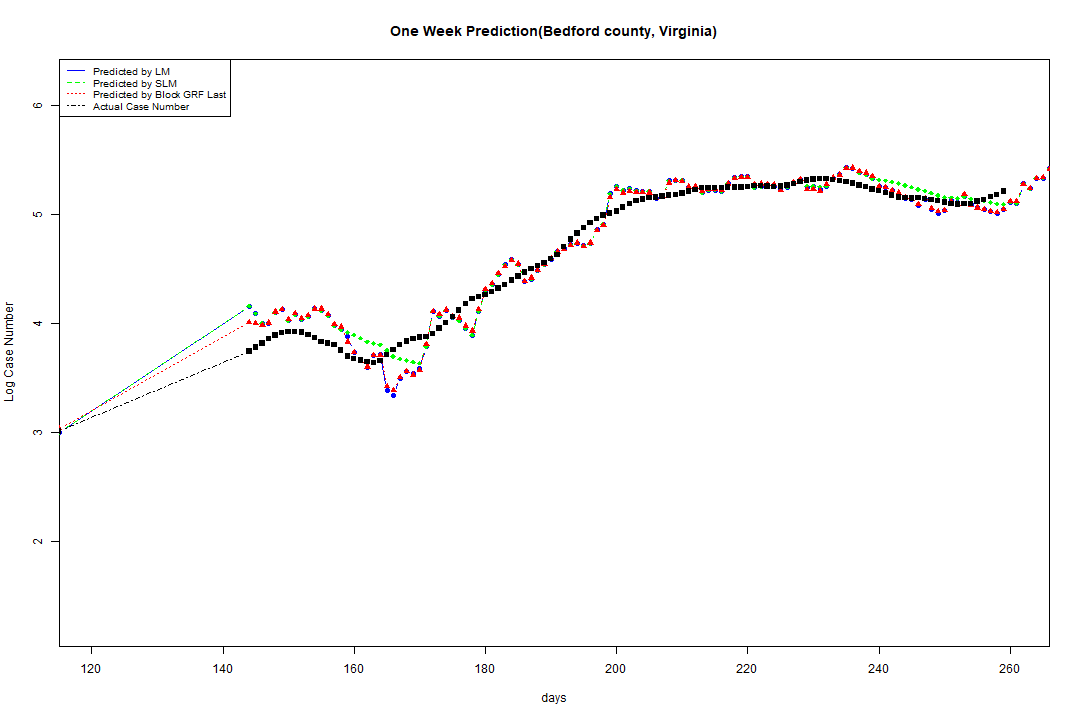 One Week Prediction(Bedford county, Virginia)
Predicted by LM
Predicted by SLM
Predicted by Block GRF Last
Actual Case Number
6
5
4
3
2
Log Case Number
120 140 160 180 200 220 240 260
days